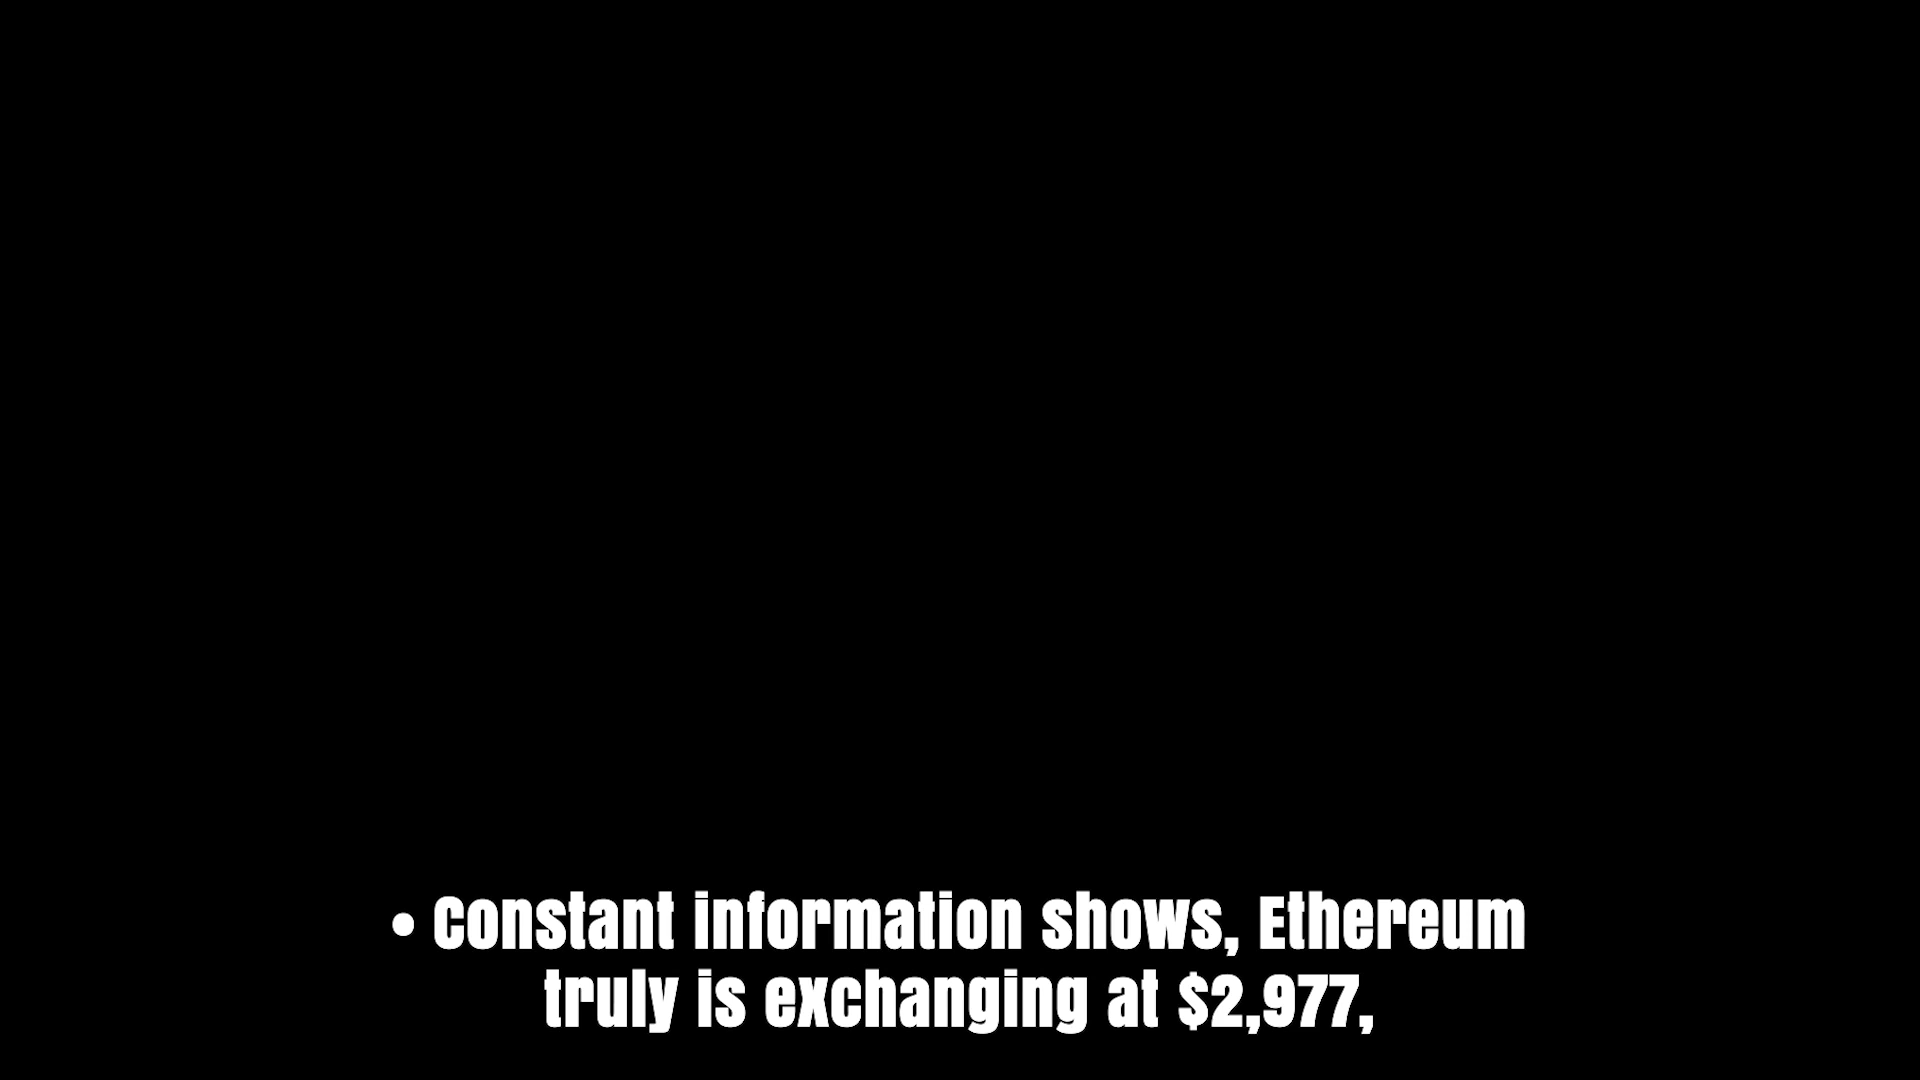 • Constant information shows, Ethereum
truly is exchanging at $2,977,